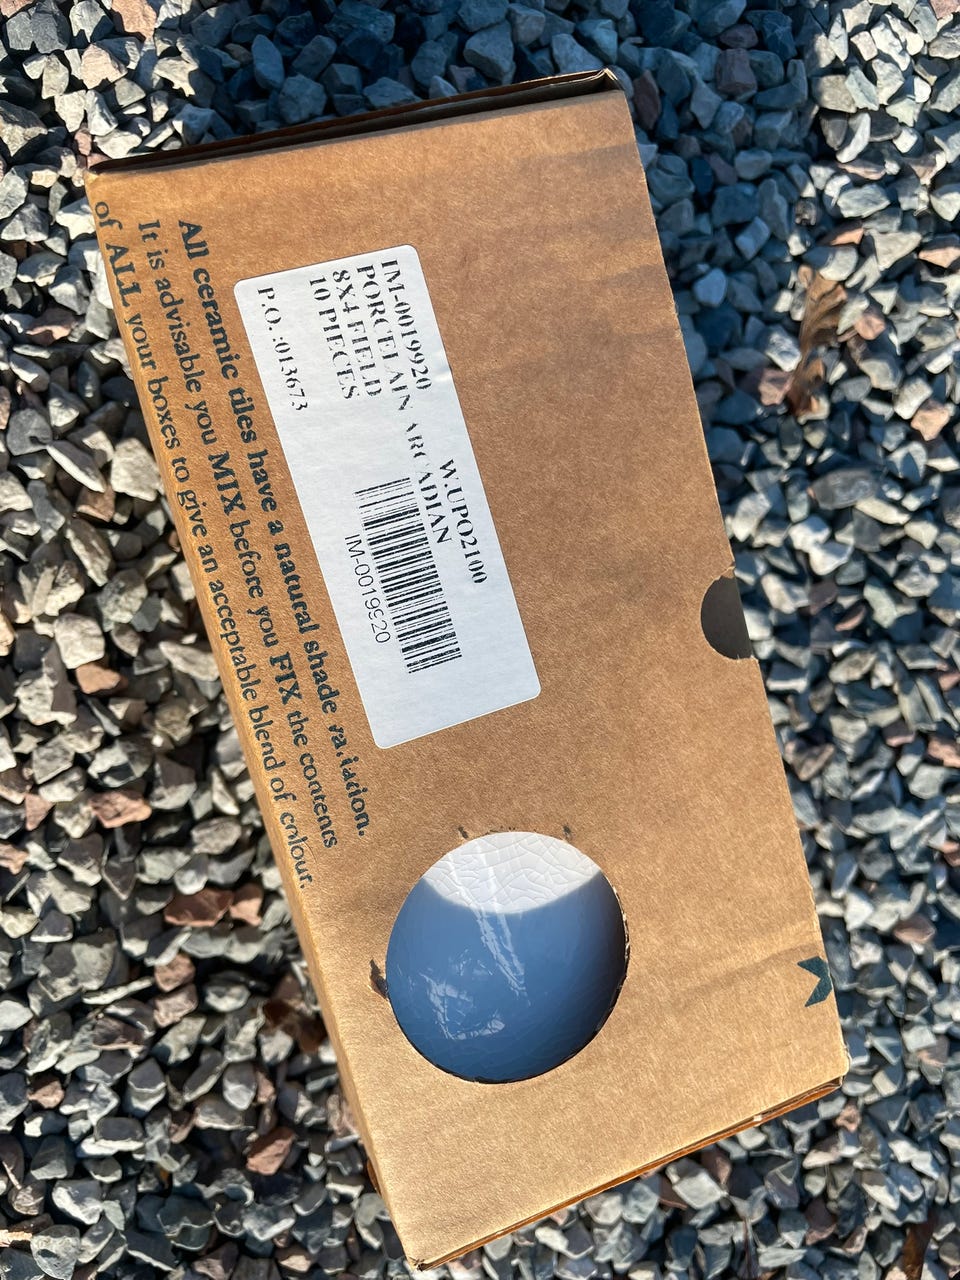 IM-0019920 W.UPO2100
PORCELAIN ARCADIAN
8X4 FIELD
10 PIECES
IM-0019920
P.O. :013673
All ceramic tiles have a natural shade variation.
It is advisable you MIX before you FIX the contents
of ALL your boxes to give an acceptable blend of colour.